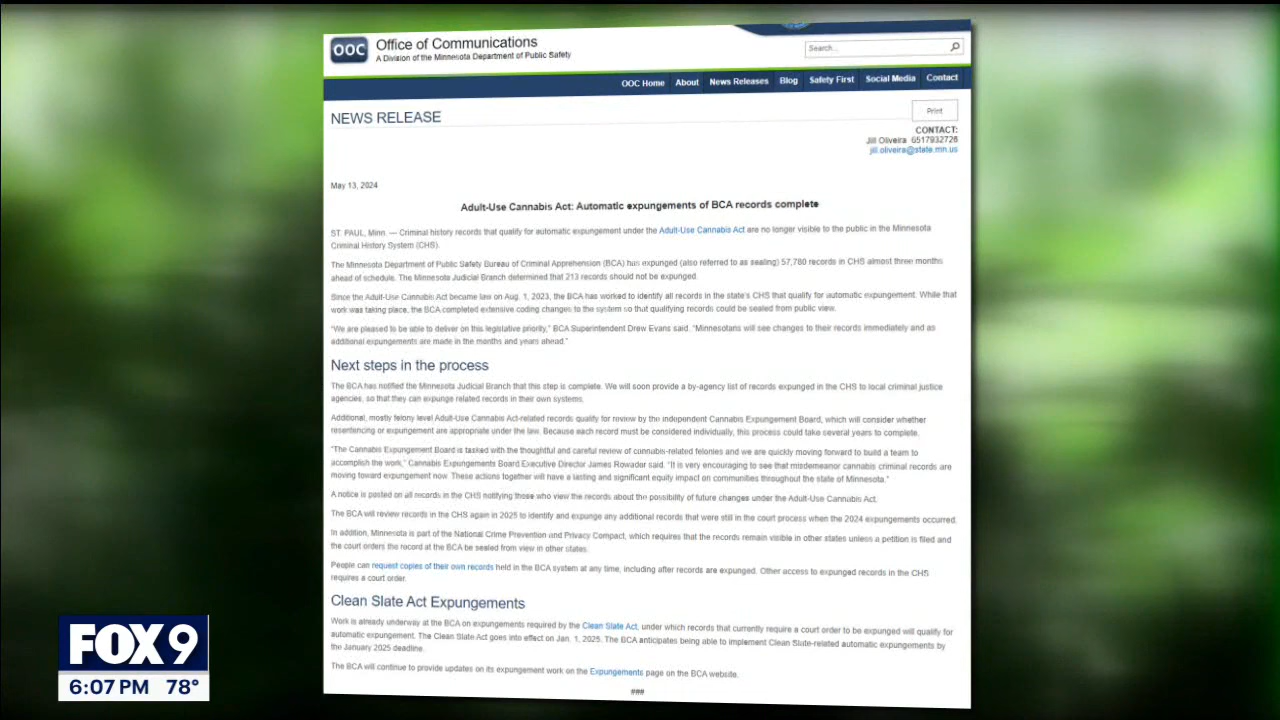 OOC
Office of Communications
A Division of the Minnesota Department of Public Safety
Search...
OOC Home About News Releases Blog Safety First Social Media Contact
NEWS RELEASE
Print
CONTACT:
Jill Oliveira 6517932726
jill.oliveira@state.mn.us
May 13, 2024
Adult-Use Cannabis Act: Automatic expungements of BCA records complete
ST. PAUL, Minn. — Criminal history records that qualify for automatic expungement under the Adult-Use Cannabis Act are no longer visible to the public in the Minnesota
Criminal History System (CHS).
The Minnesota Department of Public Safety Bureau of Criminal Apprehension (BCA) has expunged (also referred to as sealing) 57,780 records in CHS almost three months
ahead of schedule. The Minnesota Judicial Branch determined that 213 records should not be expunged.
Since the Adult-Use Cannabis Act became law on Aug. 1, 2023, the BCA has worked to identify all records in the state's CHS that qualify for automatic expungement. While that
work was taking place, the BCA completed extensive coding changes to the system so that qualifying records could be sealed from public view.
"We are pleased to be able to deliver on this legislative priority," BCA Superintendent Drew Evans said. "Minnesotans will see changes to their records immediately and as
additional expungements are made in the months and years ahead."
Next steps in the process
The BCA has notified the Minnesota Judicial Branch that this step is complete. We will soon provide a by-agency list of records expunged in the CHS to local criminal justice
agencies, so that they can expunge related records in their own systems.
Additional, mostly felony level Adult-Use Cannabis Act-related records qualify for review by the independent Cannabis Expungement Board, which will consider whether
resentencing or expungement are appropriate under the law. Because each record must be considered individually, this process could take several years to complete.
"The Cannabis Expungement Board is tasked with the thoughtful and careful review of cannabis-related felonies and we are quickly moving forward to build a team to
accomplish the work," Cannabis Expungements Board Executive Director James Rowader said. "It is very encouraging to see that misdemeanor cannabis criminal records are
moving toward expungement now. These actions together will have a lasting and significant equity impact on communities throughout the state of Minnesota."
A notice is posted on all records in the CHS notifying those who view the records about the possibility of future changes under the Adult-Use Cannabis Act.
The BCA will review records in the CHS again in 2025 to identify and expunge any additional records that were still in the court process when the 2024 expungements occurred.
In addition, Minnesota is part of the National Crime Prevention and Privacy Compact, which requires that the records remain visible in other states unless a petition is filed and
the court orders the record at the BCA be sealed from view in other states.
People can request copies of their own records held in the BCA system at any time, including after records are expunged. Other access to expunged records in the CHS
requires a court order.
Clean Slate Act Expungements
Work is already underway at the BCA on expungements required by the Clean Slate Act, under which records that currently require a court order to be expunged will qualify for
automatic expungement. The Clean Slate Act goes into effect on Jan. 1, 2025. The BCA anticipates being able to implement Clean Slate-related automatic expungements by
the January 2025 deadline.
The BCA will continue to provide updates on its expungement work on the Expungements page on the BCA website.
###
FOX 9
6:07 PM 78°